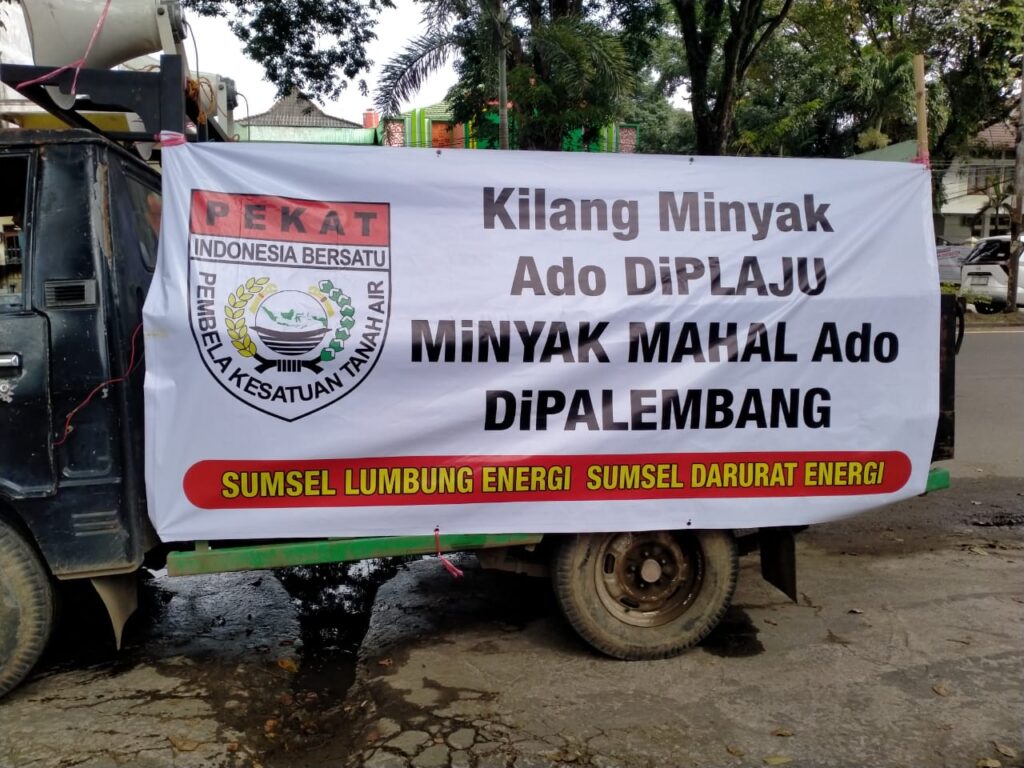 PEKAT
INDONESIA BERSATU
PEMBELA KESATUAN TANAH AIR
Kilang Minyak
Ado DiPLAJU
MiNYAK MAHAL Ado
DiPALEMBANG
SUMSEL LUMBUNG ENERGI SUMSEL DARURAT ENERGI